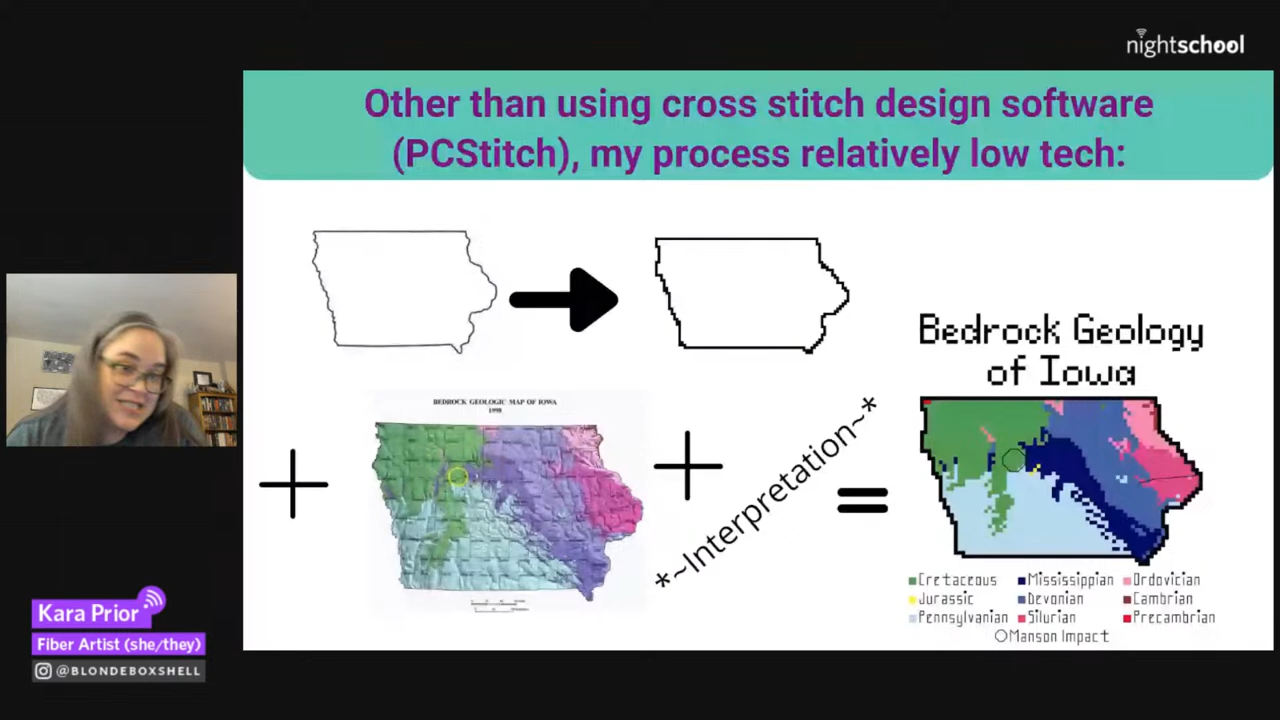 nightschool
Other than using cross stitch design software
(PCStitch), my process relatively low tech:
BEDROCK GEOLOGIC MAP OF IOWA
1998
*~Interpretation~*
Bedrock Geology
of Iowa
Cretaceous Mississippian Ordovician
Jurassic Devonian Cambrian
Pennsylvanian Silurian Precambrian
Manson Impact
Kara Prior
Fiber Artist (she/they)
@BLONDEBOXSHELL